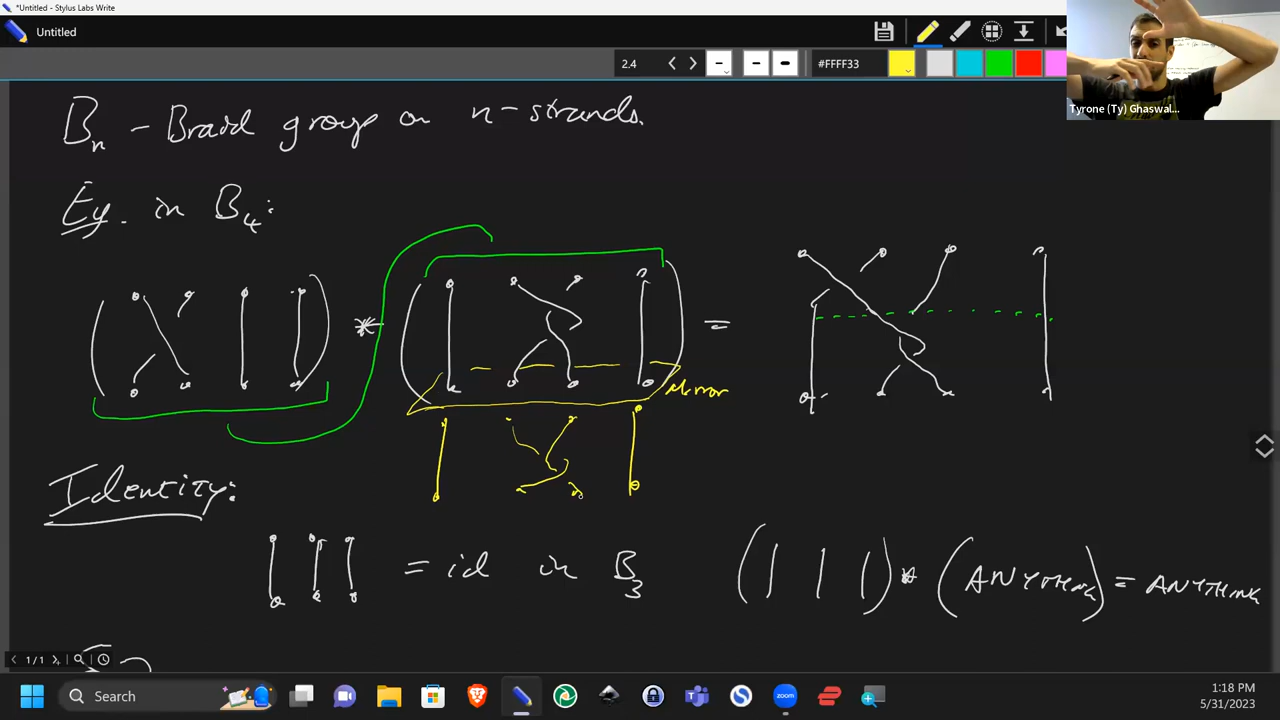 *Untitled - Stylus Labs Write
Untitled
2.4
#FFFF33
Tyrone (Ty) Ghaswal...
Bn - Braid group on n-strands.
Eg. in B4:
* =
Mirror
Identity:
= id in B3
* (ANYTHING) = ANYTHING
1/1
Search
1:18 PM
5/31/2023